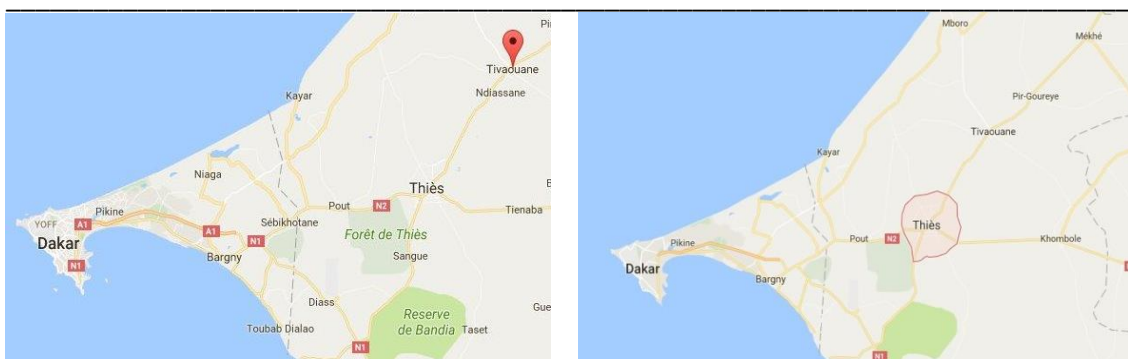 Pi
Tivaouane
Ndiassane
Kayar
Niaga
Thiès
Pout
N2
Tienaba
Pikine
YOFF
A1
Sébikhotane
A1
Dakar
N1
Forêt de Thiès
Bargny
Sangue
N1
Diass
Gue
Toubab Dialao
Reserve
de Bandia
Taset
N1
Mboro
Mékhé
Pir-Goureye
Tivaouane
Kayar
Thiès
Pout
N2
Khombole
Pikine
Dakar
Bargny
N1